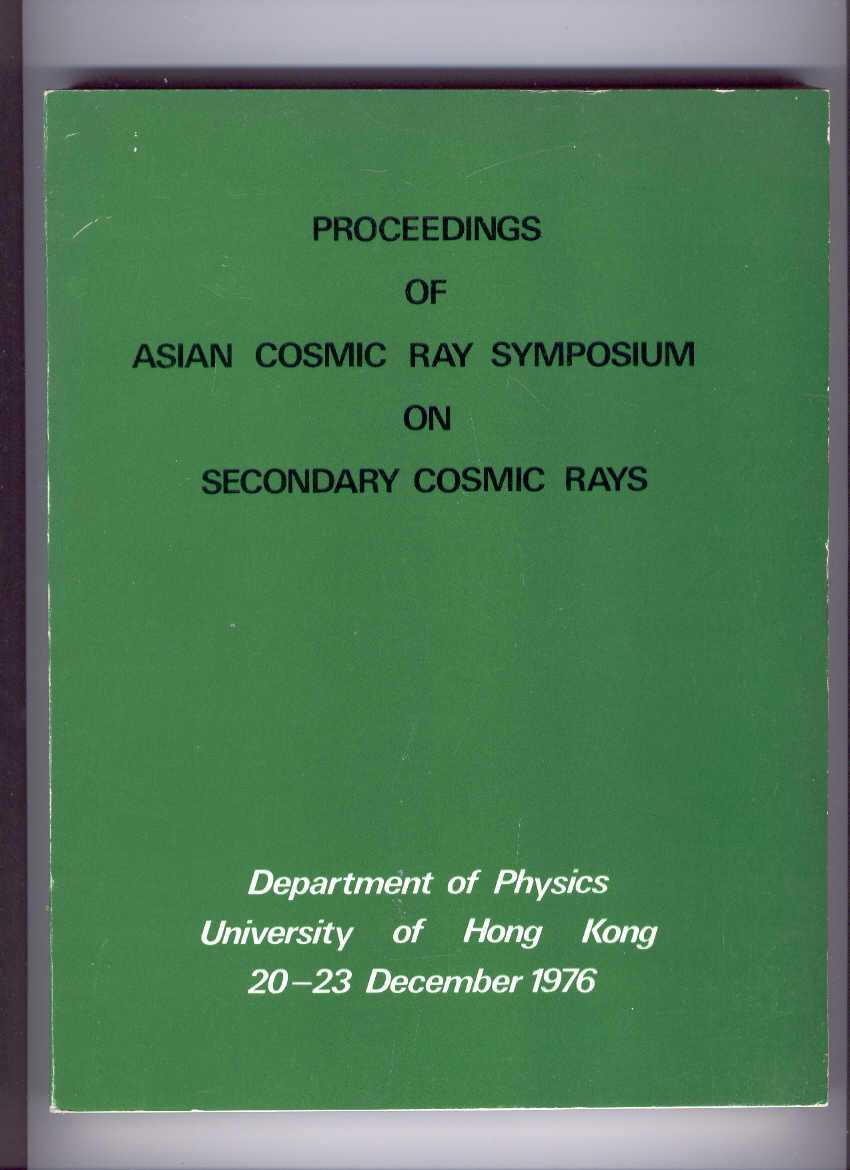 PROCEEDINGS
OF
ASIAN COSMIC RAY SYMPOSIUM
ON
SECONDARY COSMIC RAYS
Department of Physics
University of Hong Kong
20–23 December 1976